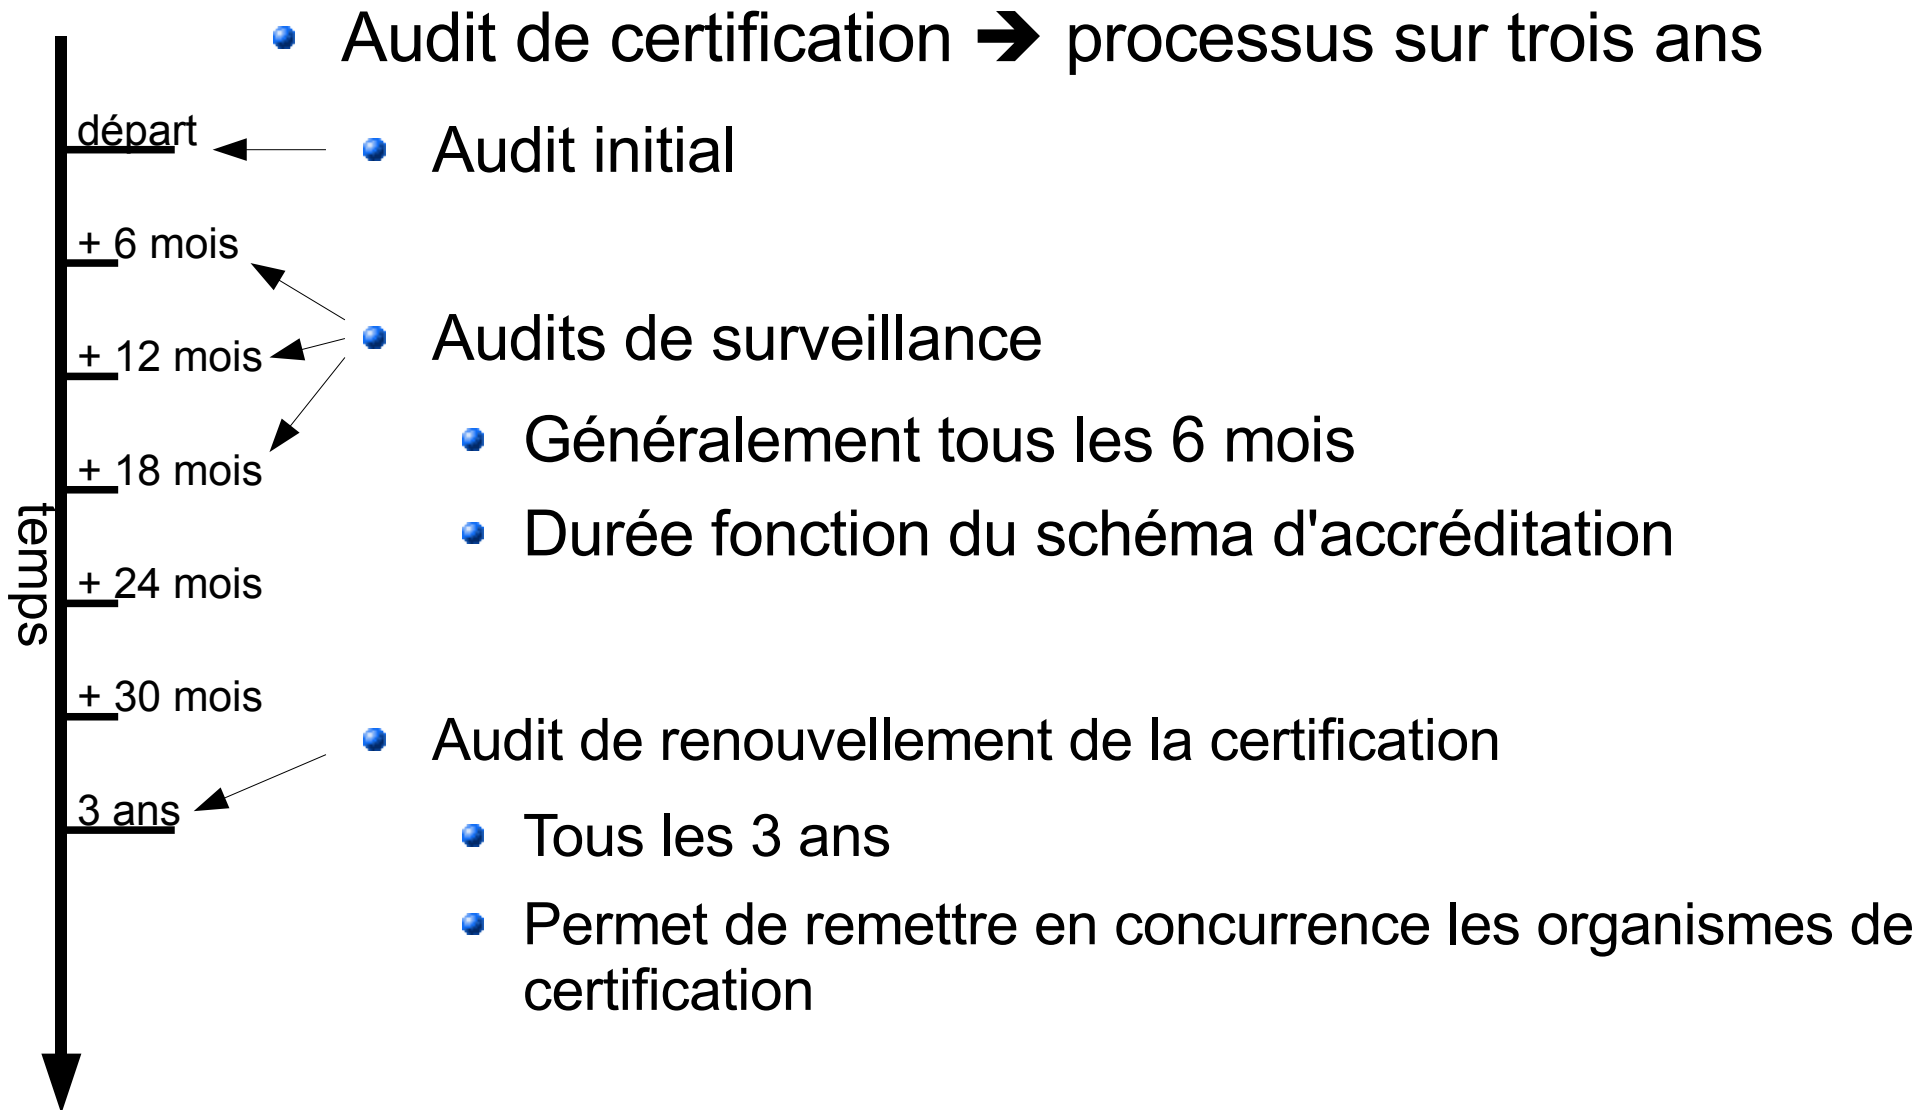 Audit de certification ➔ processus sur trois ans
départ
Audit initial
+ 6 mois
Audits de surveillance
+ 12 mois
Généralement tous les 6 mois
+ 18 mois
Durée fonction du schéma d'accréditation
temps
+ 24 mois
+ 30 mois
Audit de renouvellement de la certification
3 ans
Tous les 3 ans
Permet de remettre en concurrence les organismes de
certification